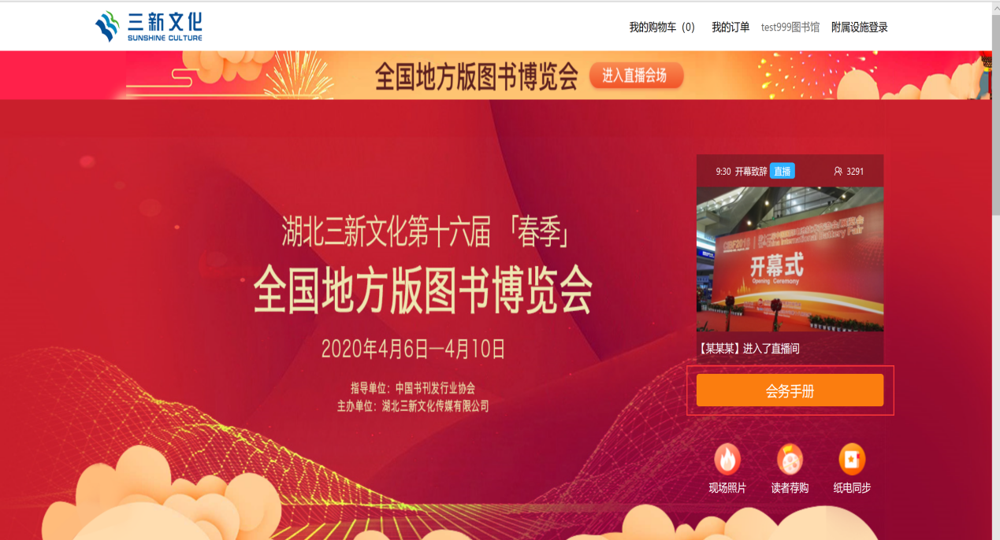 三新文化
SUNSHINE CULTURE
我的购物车（0） 我的订单 test999图书馆 附属设施登录
全国地方版图书博览会 进入直播会场
湖北三新文化第十六届「春季」
全国地方版图书博览会
2020年4月6日—4月10日
指导单位：中国书刊发行业协会
主办单位：湖北三新文化传媒有限公司
9:30 开幕致辞 直播 3291
开幕式
Opening Ceremony
【某某某】进入了直播间
会务手册
现场照片 读者荐购 纸电同步